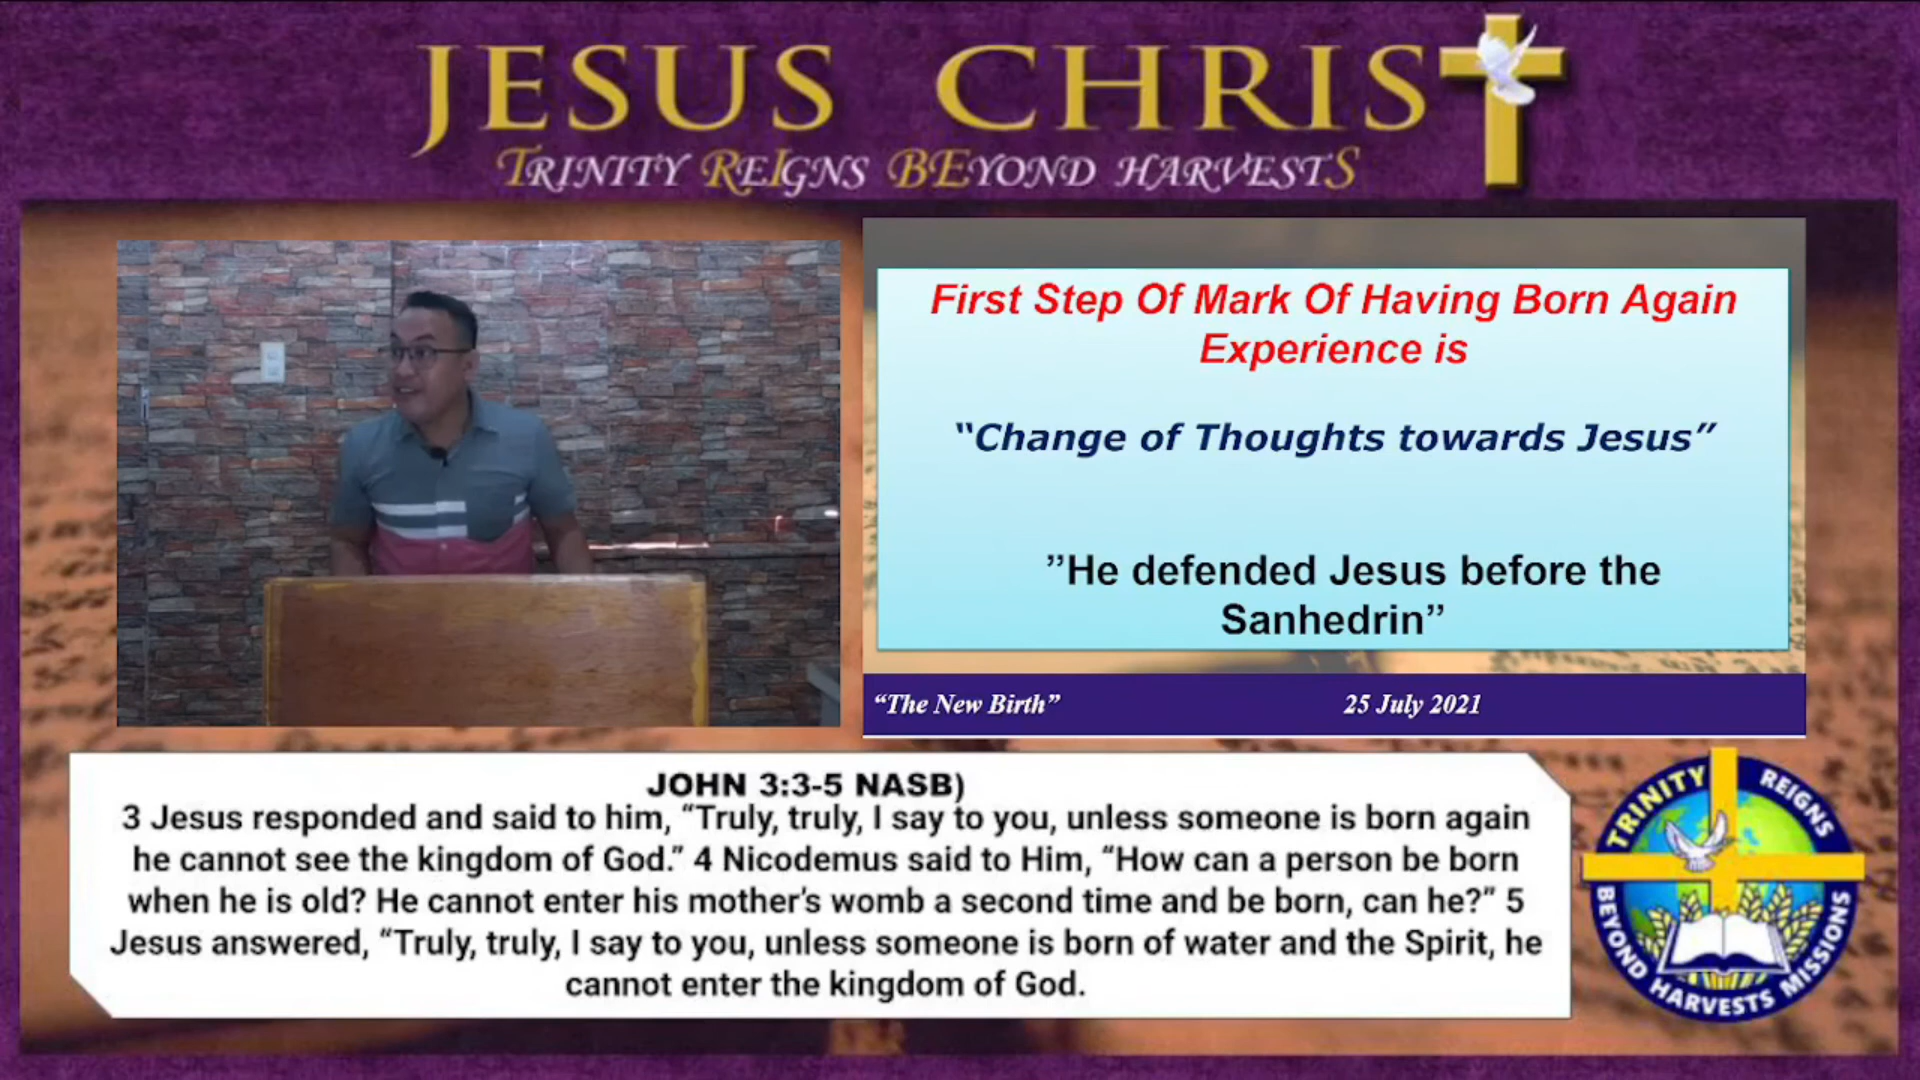 JESUS CHRIST
TRINITY REIGNS BEYOND HARVESTS
First Step Of Mark Of Having Born Again
Experience is
“Change of Thoughts towards Jesus”
”He defended Jesus before the
Sanhedrin”
“The New Birth” 25 July 2021
JOHN 3:3-5 NASB)
3 Jesus responded and said to him, “Truly, truly, I say to you, unless someone is born again
he cannot see the kingdom of God.” 4 Nicodemus said to Him, “How can a person be born
when he is old? He cannot enter his mother’s womb a second time and be born, can he?” 5
Jesus answered, “Truly, truly, I say to you, unless someone is born of water and the Spirit, he
cannot enter the kingdom of God.
TRINITY REIGNS
BEYOND HARVESTS MISSIONS